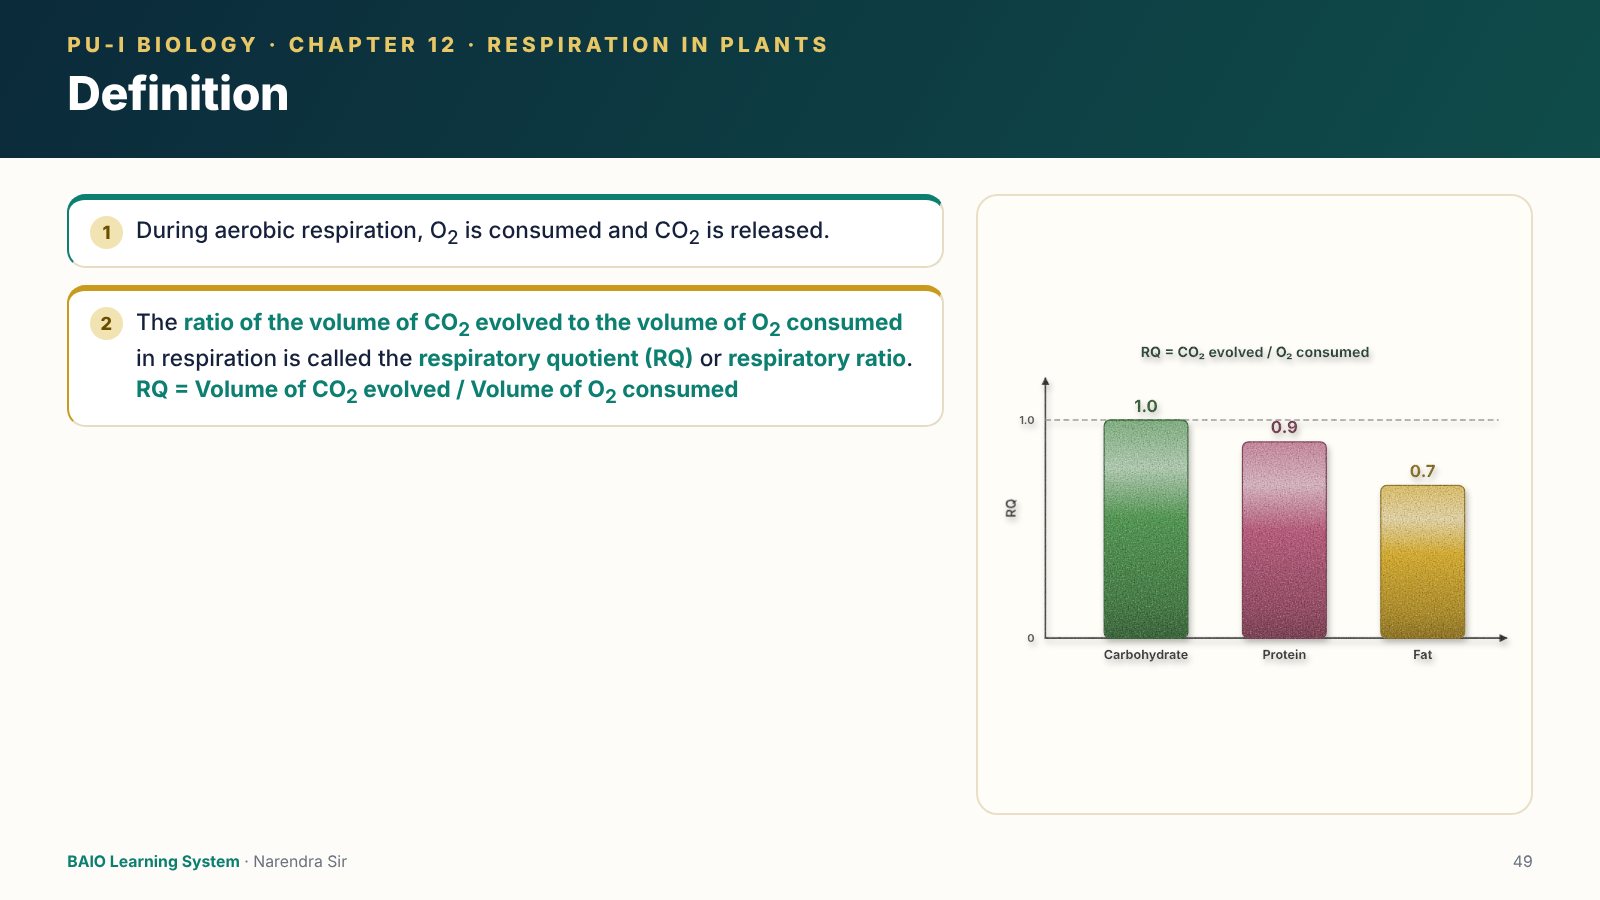 PU-I BIOLOGY · CHAPTER 12 · RESPIRATION IN PLANTS
Definition
1 During aerobic respiration, O₂ is consumed and CO₂ is released.
2 The ratio of the volume of CO₂ evolved to the volume of O₂ consumed
in respiration is called the respiratory quotient (RQ) or respiratory ratio.
RQ = Volume of CO₂ evolved / Volume of O₂ consumed
RQ = CO₂ evolved / O₂ consumed
1.0
1.0
0.9
0.7
RQ
0
Carbohydrate Protein Fat
BAIO Learning System · Narendra Sir
49